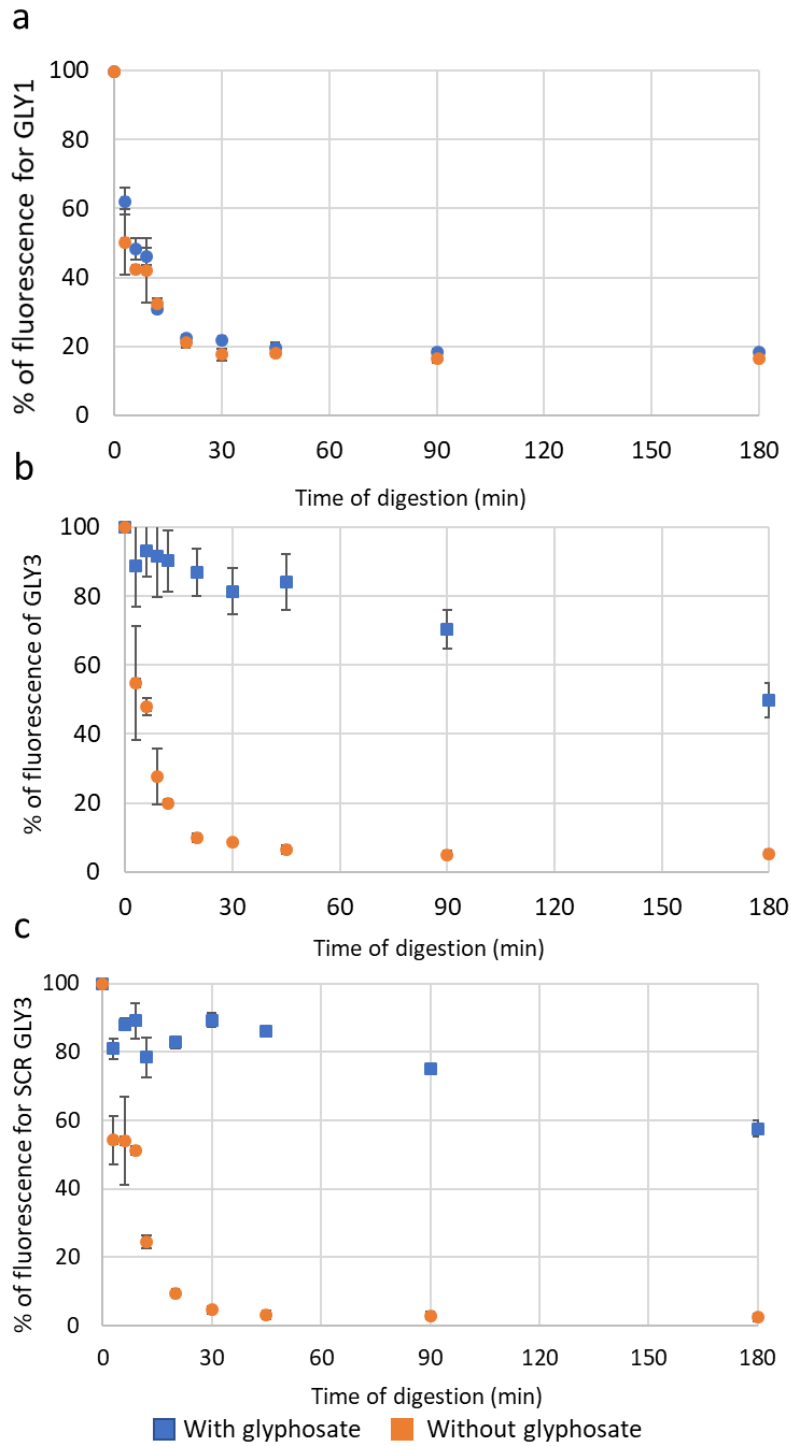 a
% of fluorescence for GLY1
100
80
60
40
20
0
0 30 60 90 120 150 180
Time of digestion (min)
b
% of fluorescence of GLY3
100
80
60
40
20
0
0 30 60 90 120 150 180
Time of digestion (min)
c
% of fluorescence for SCR GLY3
100
80
60
40
20
0
0 30 60 90 120 150 180
Time of digestion (min)
With glyphosate Without glyphosate